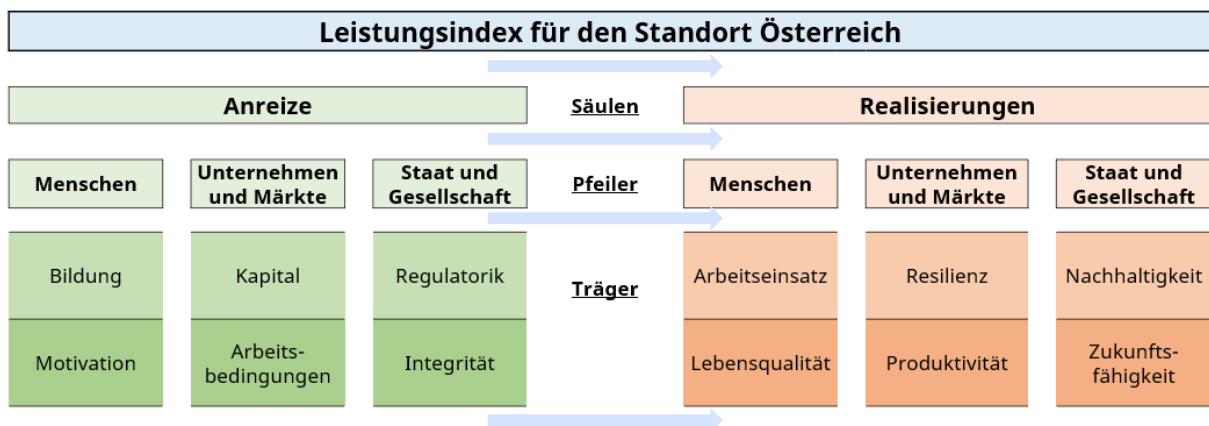 Leistungsindex für den Standort Österreich
Anreize
Säulen
Realisierungen
Menschen
Unternehmen
und Märkte
Staat und
Gesellschaft
Pfeiler
Menschen
Unternehmen
und Märkte
Staat und
Gesellschaft
Bildung
Kapital
Regulatorik
Träger
Arbeitseinsatz
Resilienz
Nachhaltigkeit
Motivation
Arbeits-
bedingungen
Integrität
Lebensqualität
Produktivität
Zukunfts-
fähigkeit